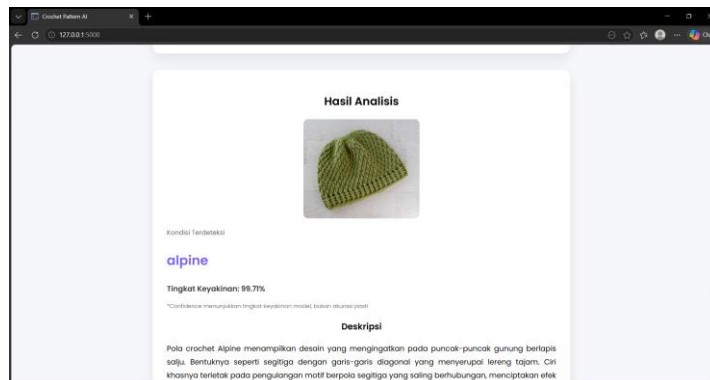 Crochet Pattern AI
127.0.0.1:5000
Hasil Analisis
Kondisi Terdeteksi
alpine
Tingkat Keyakinan: 99.71%
*Confidence menunjukkan tingkat keyakinan model, bukan akurasi pasti
Deskripsi
Pola crochet Alpine menampilkan desain yang mengingatkan pada puncak-puncak gunung berlapis
salju. Bentuknya seperti segitiga dengan garis-garis diagonal yang menyerupai lereng tajam. Ciri
khasnya terletak pada pengulangan motif berpola segitiga yang saling berhubungan, menciptakan efek